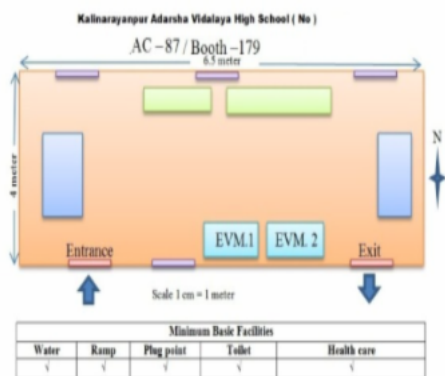 Kalinarayanpur Adarsha Vidalaya High School ( No )
AC – 87 / Booth –179
6.5 meter
4 meter
N
EVM.1 EVM. 2
Entrance Exit
Scale 1 cm = 1 meter
Minimum Basic Facilities
Water Ramp Plug point Toilet Health care
√ √ √ √ √